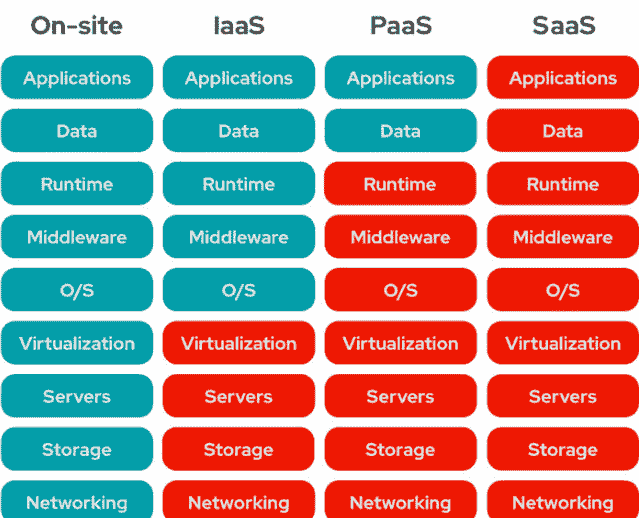 On-site IaaS PaaS SaaS
Applications Applications Applications Applications
Data Data Data Data
Runtime Runtime Runtime Runtime
Middleware Middleware Middleware Middleware
O/S O/S O/S O/S
Virtualization Virtualization Virtualization Virtualization
Servers Servers Servers Servers
Storage Storage Storage Storage
Networking Networking Networking Networking